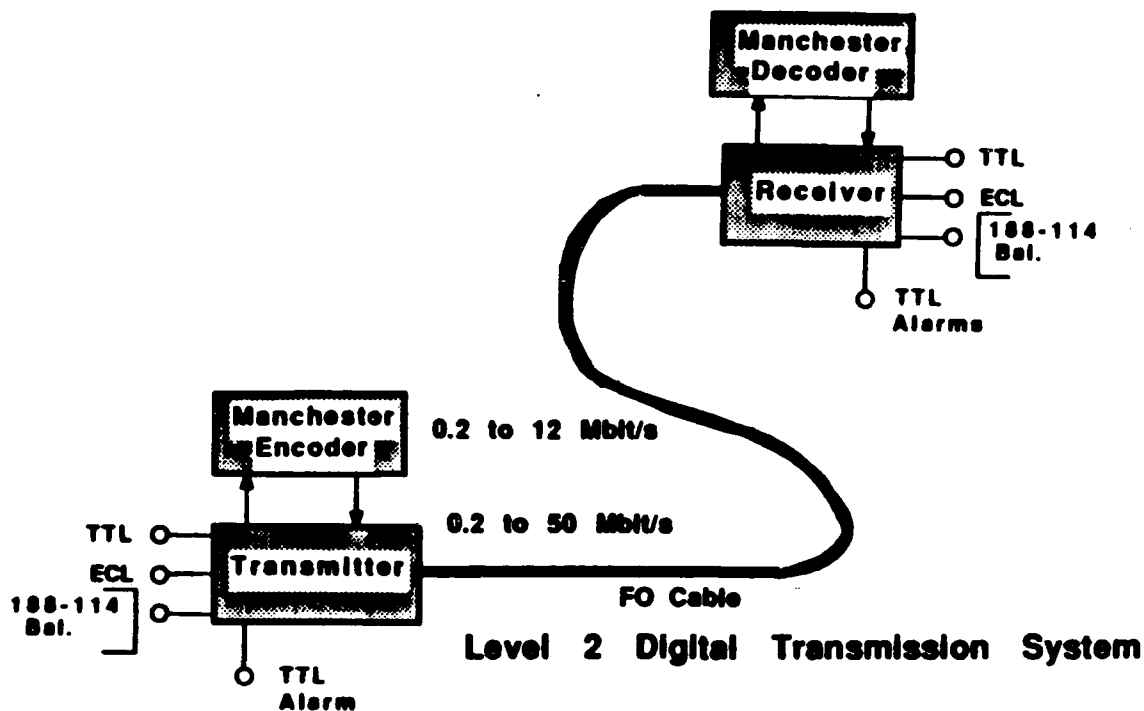 Manchester
Decoder
Receiver
TTL
ECL
188-114
Bal.
TTL
Alarms
Manchester
Encoder
0.2 to 12 Mbit/s
0.2 to 50 Mbit/s
TTL
ECL
188-114
Bal.
Transmitter
FO Cable
TTL
Alarm
Level 2 Digital Transmission System